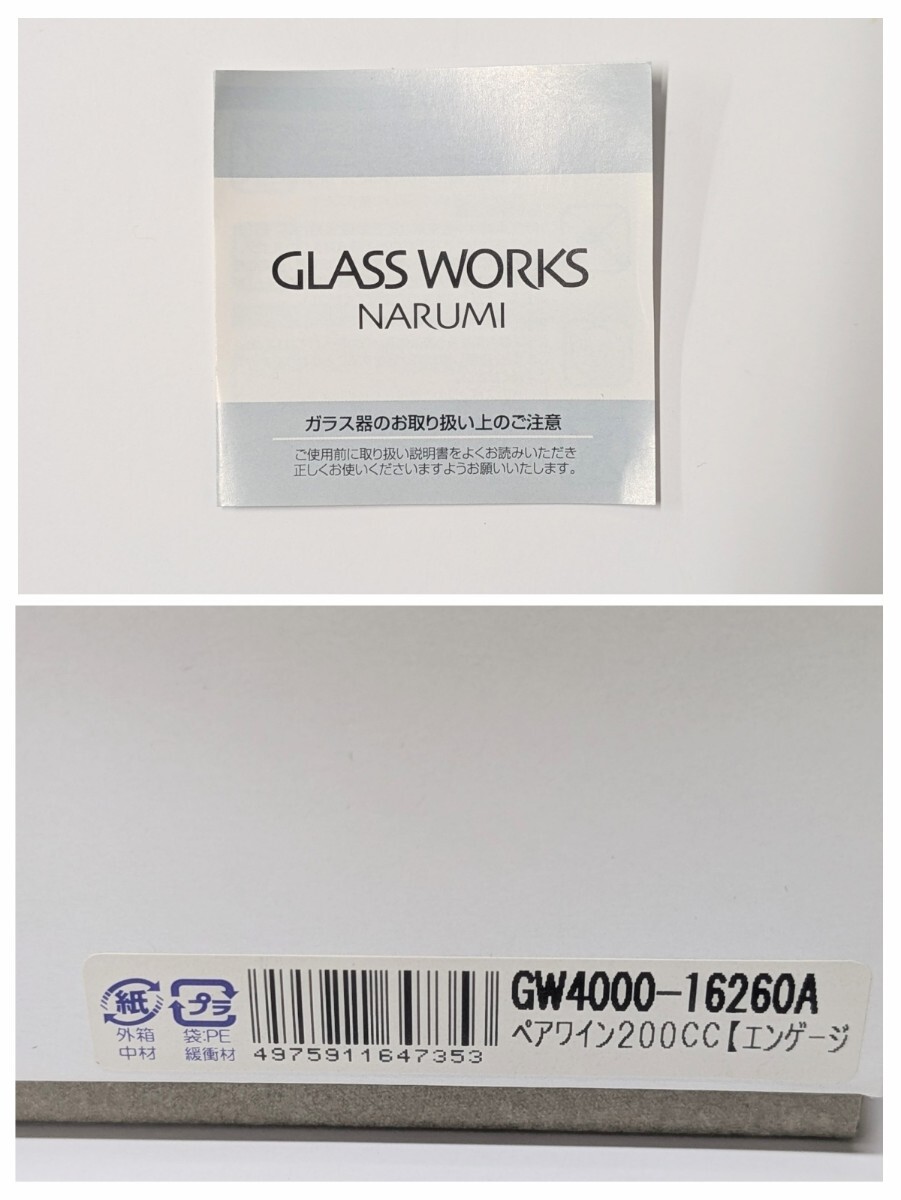 GLASS WORKS
NARUMI
ガラス器のお取り扱い上のご注意
ご使用前に取り扱い説明書をよくお読みいただき
正しくお使いくださいますようお願いいたします。
紙
外箱
中材
プラ
袋:PE
緩衝材
4975911647353
GW4000-16260A
ペアワイン200CC【エンゲージ